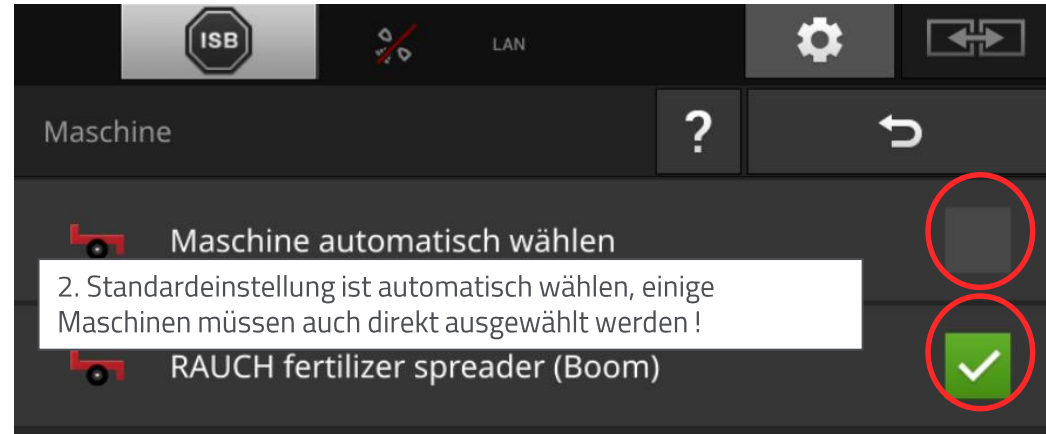 ISB
LAN
Maschine
?
Maschine automatisch wählen
2. Standardeinstellung ist automatisch wählen, einige
Maschinen müssen auch direkt ausgewählt werden !
RAUCH fertilizer spreader (Boom)